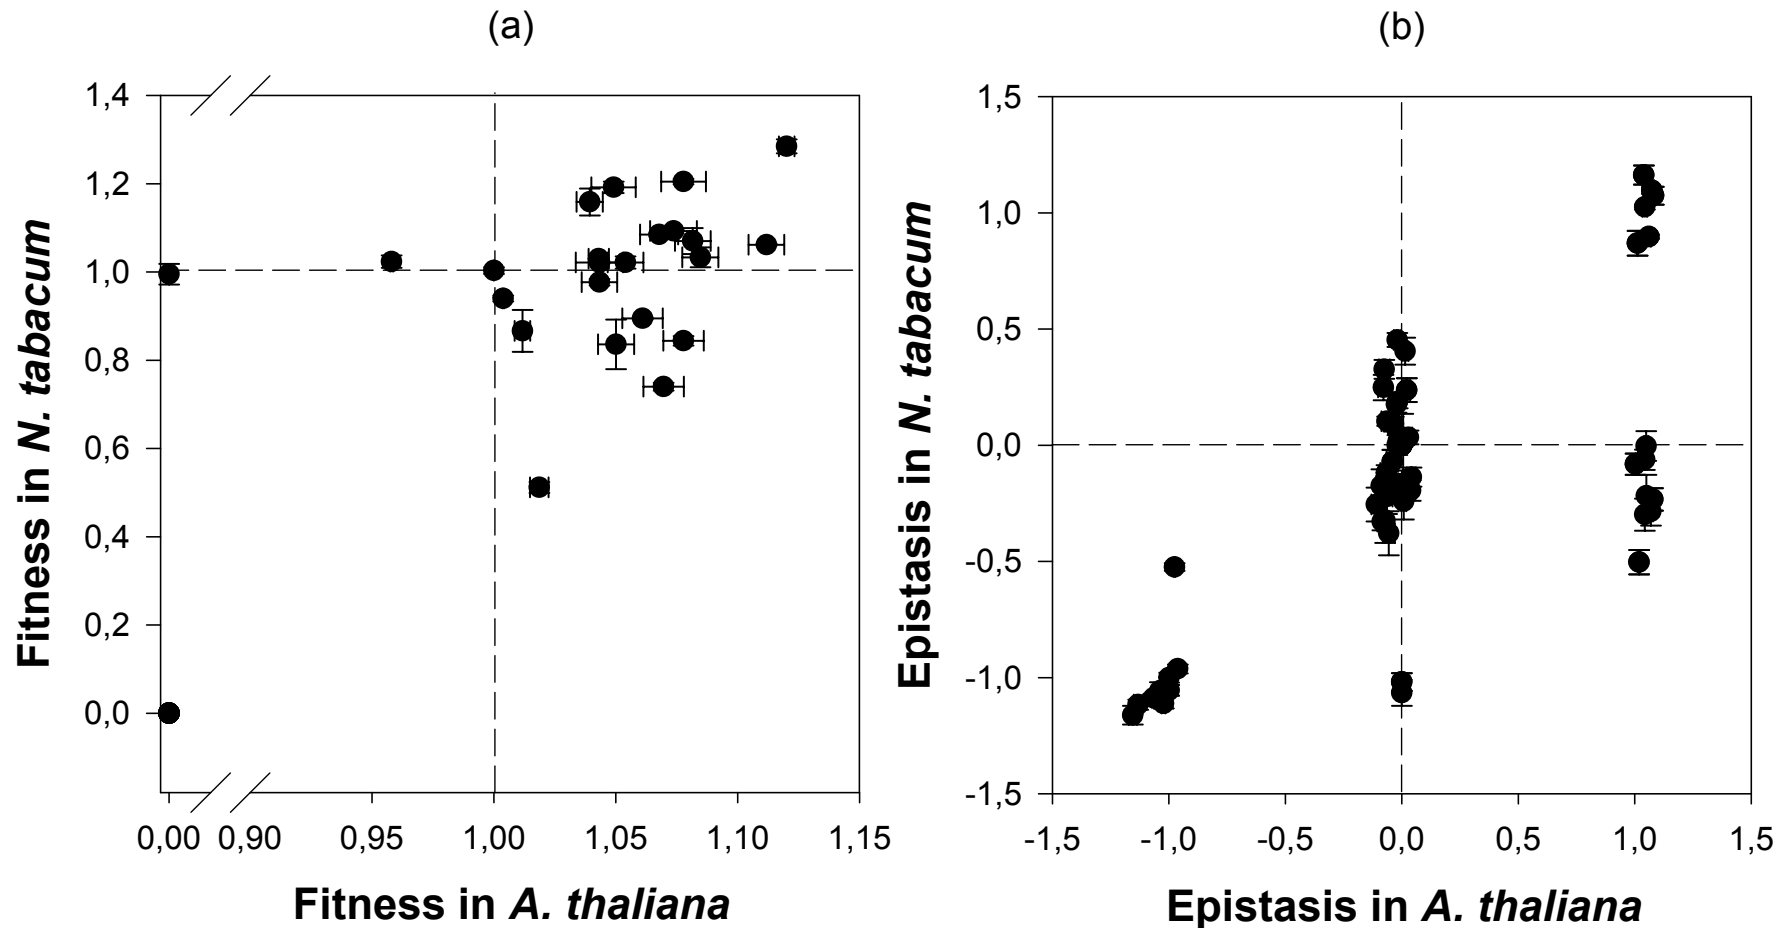 (a)
(b)
1,4
1,2
1,0
0,8
0,6
0,4
0,2
0,0
Fitness in N. tabacum
0,00 0,90 0,95 1,00 1,05 1,10 1,15
Fitness in A. thaliana
1,5
1,0
0,5
0,0
-0,5
-1,0
-1,5
Epistasis in N. tabacum
-1,5 -1,0 -0,5 0,0 0,5 1,0 1,5
Epistasis in A. thaliana